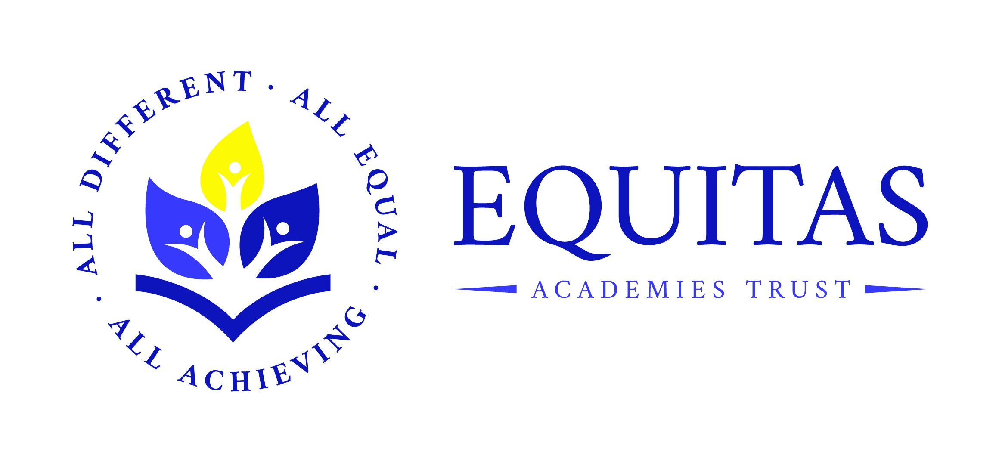 ALL DIFFERENT · ALL EQUAL · ALL ACHIEVING ·
EQUITAS
ACADEMIES TRUST